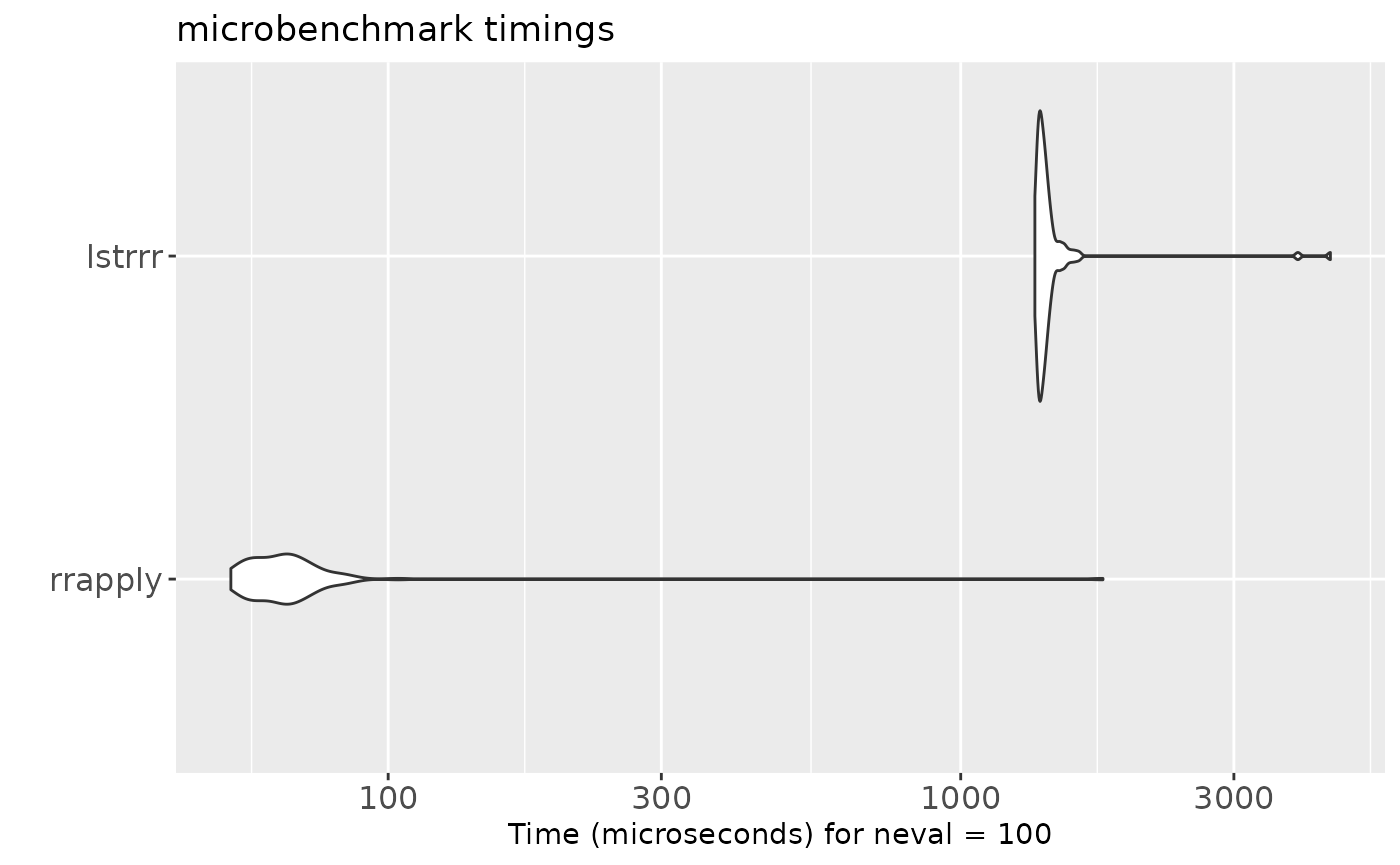 microbenchmark timings
lstrrr
rrapply
100 300 1000 3000
Time (microseconds) for neval = 100